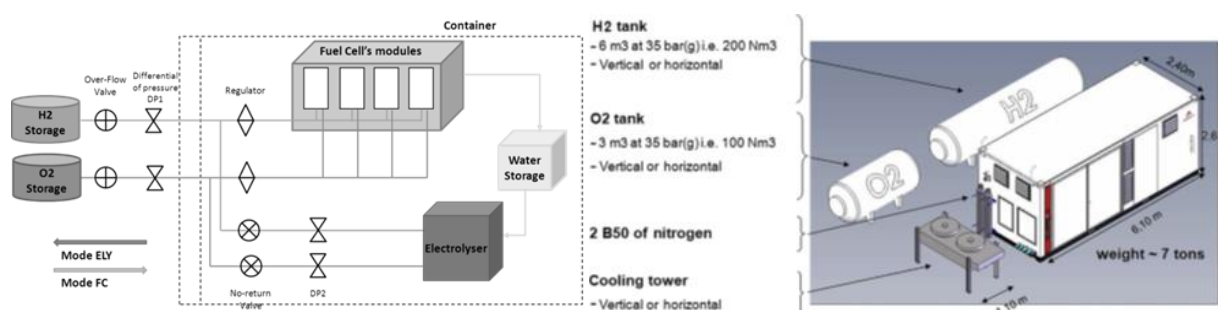 Container
Fuel Cell's modules
Over-Flow
Valve
Differential
of pressure
DP1
Regulator
H2
Storage
O2
Storage
Water
Storage
Electrolyser
Mode ELY
Mode FC
No-return
Valve
DP2
H2 tank
~ 6 m3 at 35 bar(g) i.e. 200 Nm3
- Vertical or horizontal
O2 tank
~ 3 m3 at 35 bar(g) i.e. 100 Nm3
- Vertical or horizontal
2 B50 of nitrogen
Cooling tower
- Vertical or horizontal
H2
O2
2,40m
6,10 m
weight ~ 7 tons